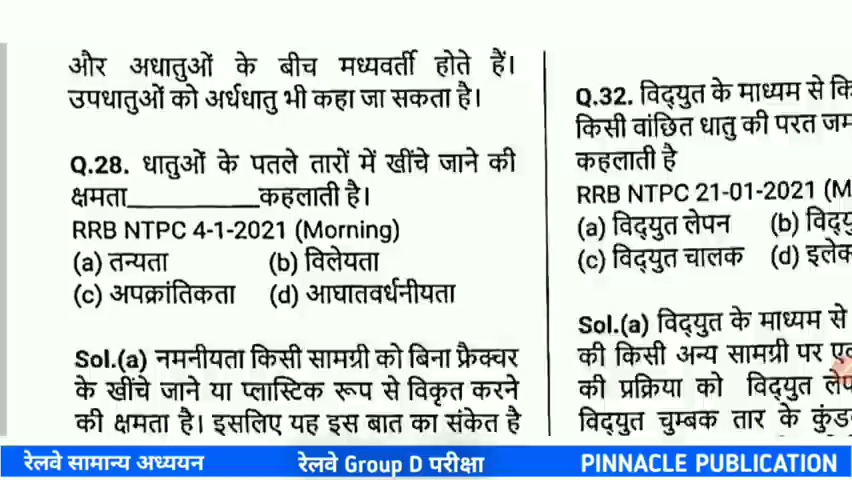 और अधातुओं के बीच मध्यवर्ती होते हैं।
उपधातुओं को अर्धधातु भी कहा जा सकता है।
Q.28. धातुओं के पतले तारों में खींचे जाने की
क्षमता__________कहलाती है।
RRB NTPC 4-1-2021 (Morning)
(a) तन्यता (b) विलेयता
(c) अपक्रांतिकता (d) आघातवर्धनीयता
Sol.(a) नमनीयता किसी सामग्री को बिना फ्रैक्चर
के खींचे जाने या प्लास्टिक रूप से विकृत करने
की क्षमता है। इसलिए यह इस बात का संकेत है
Q.32. विद्युत के माध्यम से
किसी वांछित धातु की परत
कहलाती है
RRB NTPC 21-01-2021
(a) विद्युत लेपन (b)
(c) विद्युत चालक (d)
Sol.(a) विद्युत के माध्यम से
की किसी अन्य सामग्री पर
की प्रक्रिया को विद्युत
विद्युत चुम्बक तार के
रेलवे सामान्य अध्ययन रेलवे Group D परीक्षा PINNACLE PUBLICATION